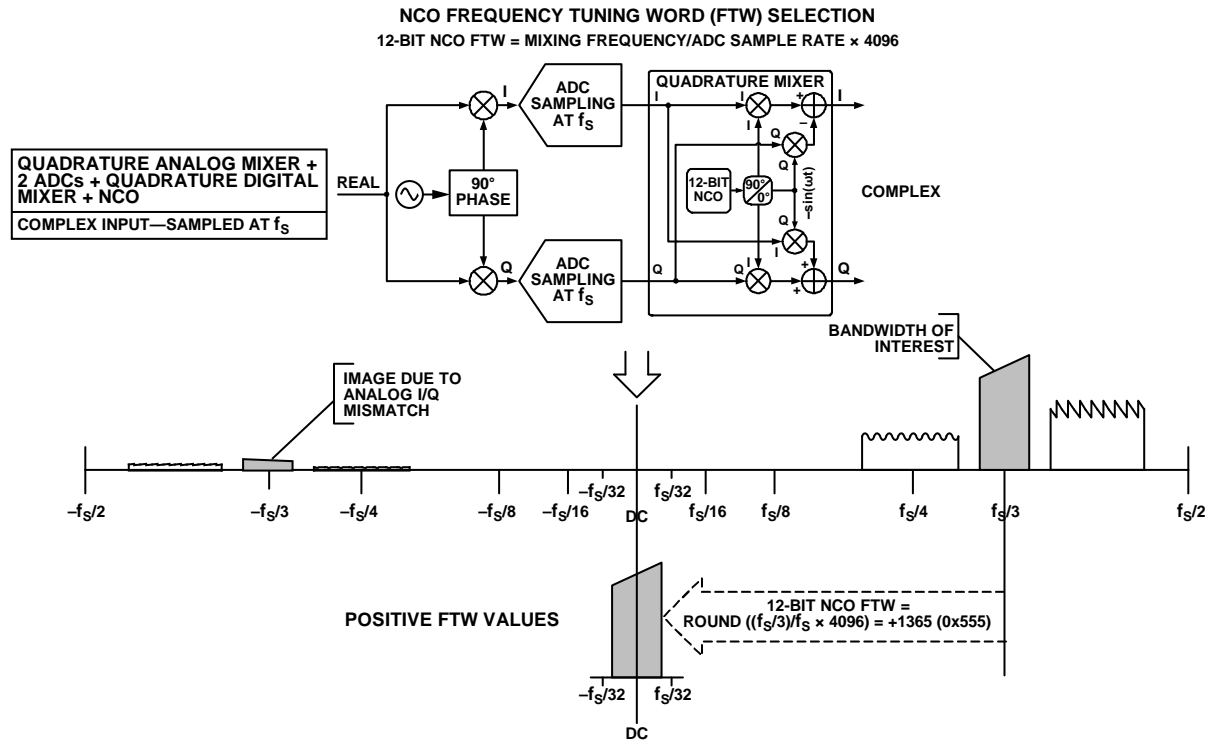 NCO FREQUENCY TUNING WORD (FTW) SELECTION
12-BIT NCO FTW = MIXING FREQUENCY/ADC SAMPLE RATE × 4096
QUADRATURE ANALOG MIXER +
2 ADCs + QUADRATURE DIGITAL
MIXER + NCO
COMPLEX INPUT—SAMPLED AT fS
REAL
90°
PHASE
I
ADC
SAMPLING
AT fS
Q
ADC
SAMPLING
AT fS
I
Q
QUADRATURE MIXER
I
I
+
I
–
Q
Q
12-BIT
NCO
90°
0°
–sin(ωt)
Q
I
I
Q
+
+
Q
COMPLEX
BANDWIDTH OF
INTEREST
IMAGE DUE TO
ANALOG I/Q
MISMATCH
–fS/2
–fS/3
–fS/4
–fS/8
–fS/16
–fS/32
DC
fS/32
fS/16
fS/8
fS/4
fS/3
fS/2
POSITIVE FTW VALUES
12-BIT NCO FTW =
ROUND ((fS/3)/fS × 4096) = +1365 (0x555)
–fS/32
fS/32
DC